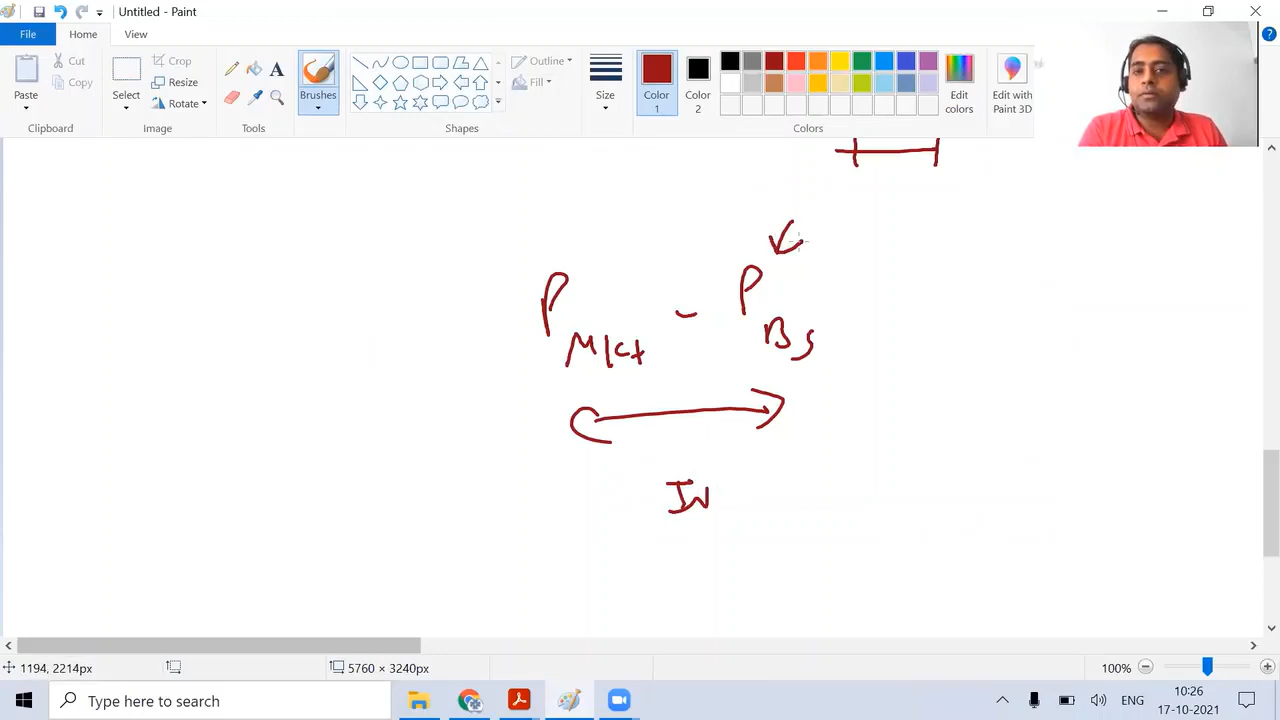 Untitled - Paint
File Home View
Paste
Cut
Copy
Clipboard
Select
Crop
Resize
Rotate
Image
A
Tools
Brushes
Outline
Fill
Shapes
Size
Color 1
Color 2
Edit colors
Colors
Edit with Paint 3D
?
P Mkt - P BS
IV
1194, 2214px
5760 × 3240px
100%
Type here to search
ENG
10:26
17-10-2021